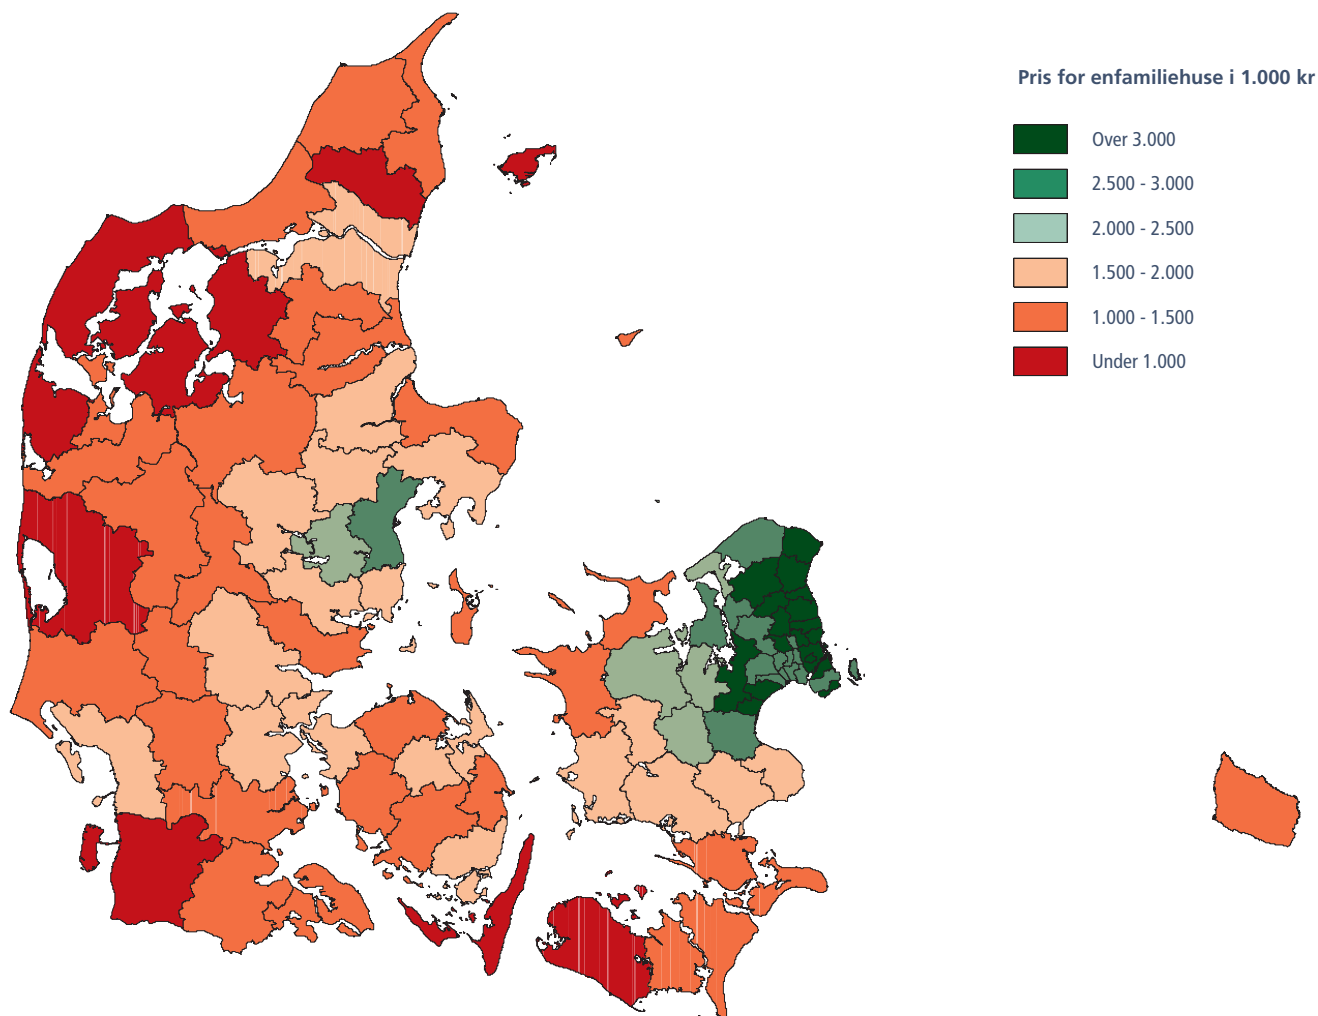 Pris for enfamiliehuse i 1.000 kr
Over 3.000
2.500 - 3.000
2.000 - 2.500
1.500 - 2.000
1.000 - 1.500
Under 1.000